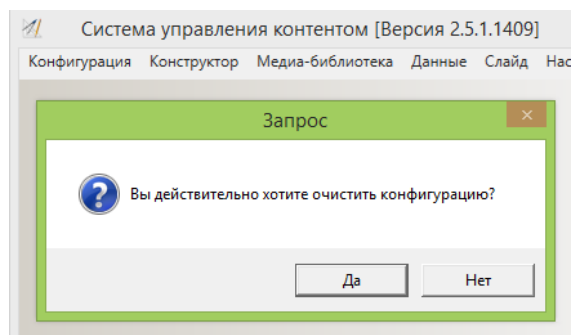 Система управления контентом [Версия 2.5.1.1409]
Конфигурация Конструктор Медиа-библиотека Данные Слайд Нас
Запрос
Вы действительно хотите очистить конфигурацию?
Да Нет